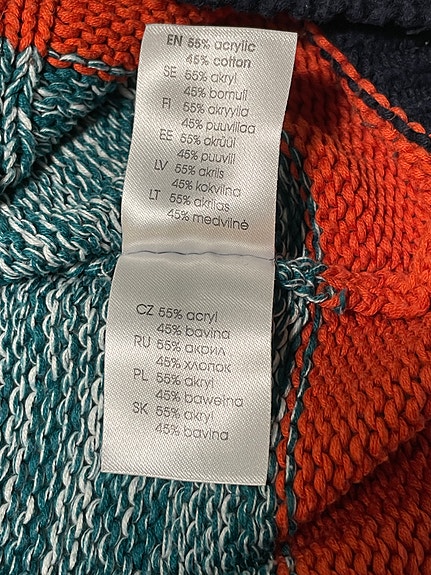 EN 55% acrylic
45% cotton
SE 55% akryl
45% bomull
FI 55% akryylia
45% puuvillaa
EE 55% akrüül
45% puuvill
LV 55% akrils
45% kokvilna
LT 55% akrilas
45% medvilnė
CZ 55% acryl
45% bavlna
RU 55% акрил
45% хлопок
PL 55% akryl
45% bawełna
SK 55% akryl
45% bavlna